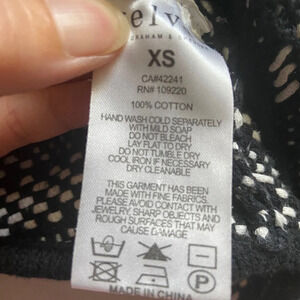 elv
GRAHAM &
XS
CA#42241
RN# 109220
100% COTTON
HAND WASH COLD SEPARATELY
WITH MILD SOAP
DO NOT BLEACH
LAY FLAT TO DRY
DO NOT TUMBLE DRY
COOL IRON IF NECESSARY
DRY CLEANABLE
THIS GARMENT HAS BEEN
MADE WITH FINE FABRICS.
PLEASE AVOID CONTACT WITH
JEWELRY, SHARP OBJECTS AND
ROUGH SURFACES THAT MAY
CAUSE DAMAGE
P
MADE IN CHINA